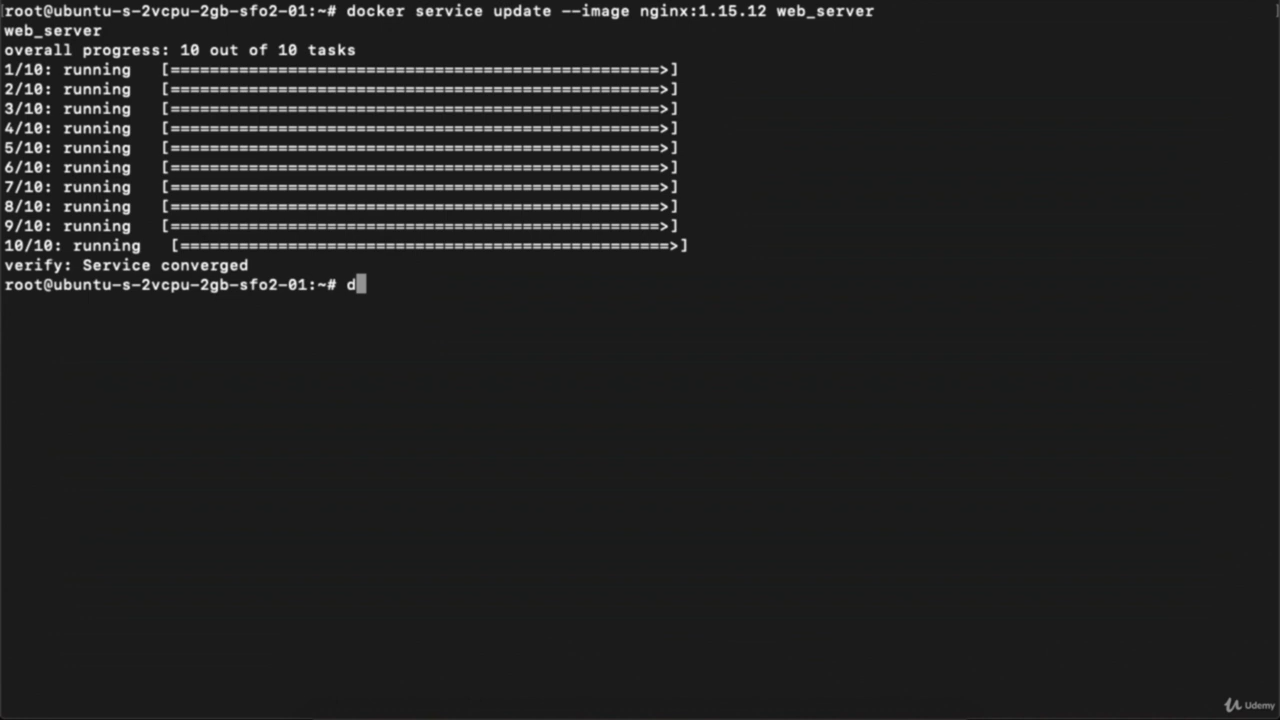 root@ubuntu-s-2vcpu-2gb-sfo2-01:~# docker service update --image nginx:1.15.12 web_server
web_server
overall progress: 10 out of 10 tasks
1/10: running   [==================================================>]
2/10: running   [==================================================>]
3/10: running   [==================================================>]
4/10: running   [==================================================>]
5/10: running   [==================================================>]
6/10: running   [==================================================>]
7/10: running   [==================================================>]
8/10: running   [==================================================>]
9/10: running   [==================================================>]
10/10: running   [==================================================>]
verify: Service converged
root@ubuntu-s-2vcpu-2gb-sfo2-01:~# d
Udemy